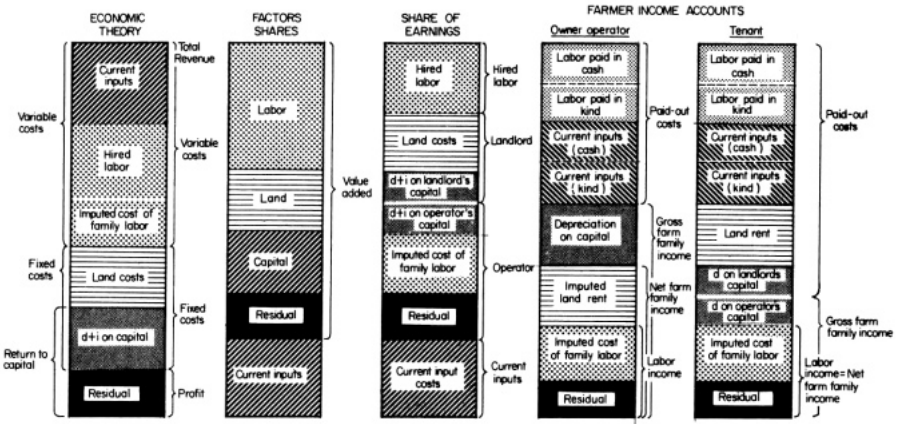 ECONOMIC
THEORY
Total
Revenue
Current
inputs
Variable
costs
Hired
labor
Variable
costs
Imputed cost of
family labor
Fixed
costs
Land costs
Fixed
costs
d+i on capital
Return to
capital
Residual
Profit
FACTORS
SHARES
Labor
Land
Value
added
Capital
Residual
Current inputs
SHARE OF
EARNINGS
Hired
labor
Hired
labor
Land costs
Landlord
d+i on landlord's
capital
d+i on operator's
capital
Imputed cost of
family labor
Operator
Residual
Current input
costs
Current
inputs
FARMER INCOME ACCOUNTS
Owner operator
Labor paid in
cash
Labor paid in
kind
Paid-out
costs
Current inputs
(cash)
Current inputs
(kind)
Depreciation
on capital
Gross
farm
family
income
Imputed
land rent
Net farm
family
income
Imputed cost
of family labor
Labor
income
Residual
Tenant
Labor paid in
cash
Labor paid in
kind
Paid-out
costs
Current inputs
(cash)
Current inputs
(kind)
Land rent
d on landlords
capital
d on operator's
capital
Gross farm
family income
Imputed cost
of family labor
Labor
income = Net
farm family
income
Residual